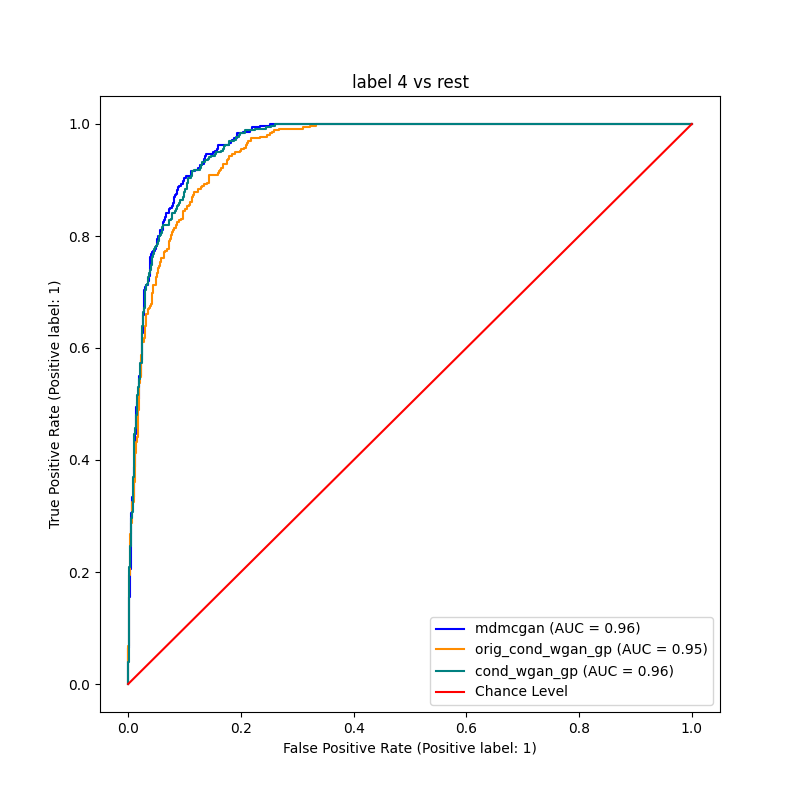 label 4 vs rest
1.0
0.8
0.6
0.4
0.2
0.0
True Positive Rate (Positive label: 1)
mdmcgan (AUC = 0.96)
orig_cond_wgan_gp (AUC = 0.95)
cond_wgan_gp (AUC = 0.96)
Chance Level
0.0 0.2 0.4 0.6 0.8 1.0
False Positive Rate (Positive label: 1)